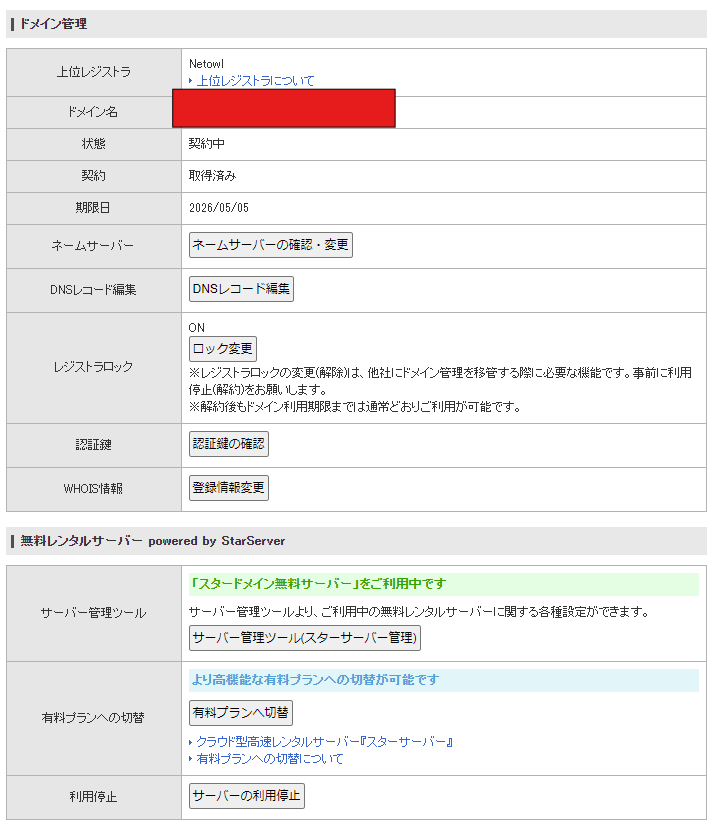 ドメイン管理
上位レジストラ
Netowl
上位レジストラについて
ドメイン名
状態
契約中
契約
取得済み
期限日
2026/05/05
ネームサーバー
ネームサーバーの確認・変更
DNSレコード編集
DNSレコード編集
レジストラロック
ON
ロック変更
※レジストラロックの変更(解除)は、他社にドメイン管理を移管する際に必要な機能です。事前に利用
停止(解約)をお願いします。
※解約後もドメイン利用期限までは通常どおりご利用が可能です。
認証鍵
認証鍵の確認
WHOIS情報
登録情報変更
無料レンタルサーバー powered by StarServer
サーバー管理ツール
「スタードメイン無料サーバー」をご利用中です
サーバー管理ツールより、ご利用中の無料レンタルサーバーに関する各種設定ができます。
サーバー管理ツール(スターサーバー管理)
有料プランへの切替
より高機能な有料プランへの切替が可能です
有料プランへ切替
クラウド型高速レンタルサーバー『スターサーバー』
有料プランへの切替について
利用停止
サーバーの利用停止